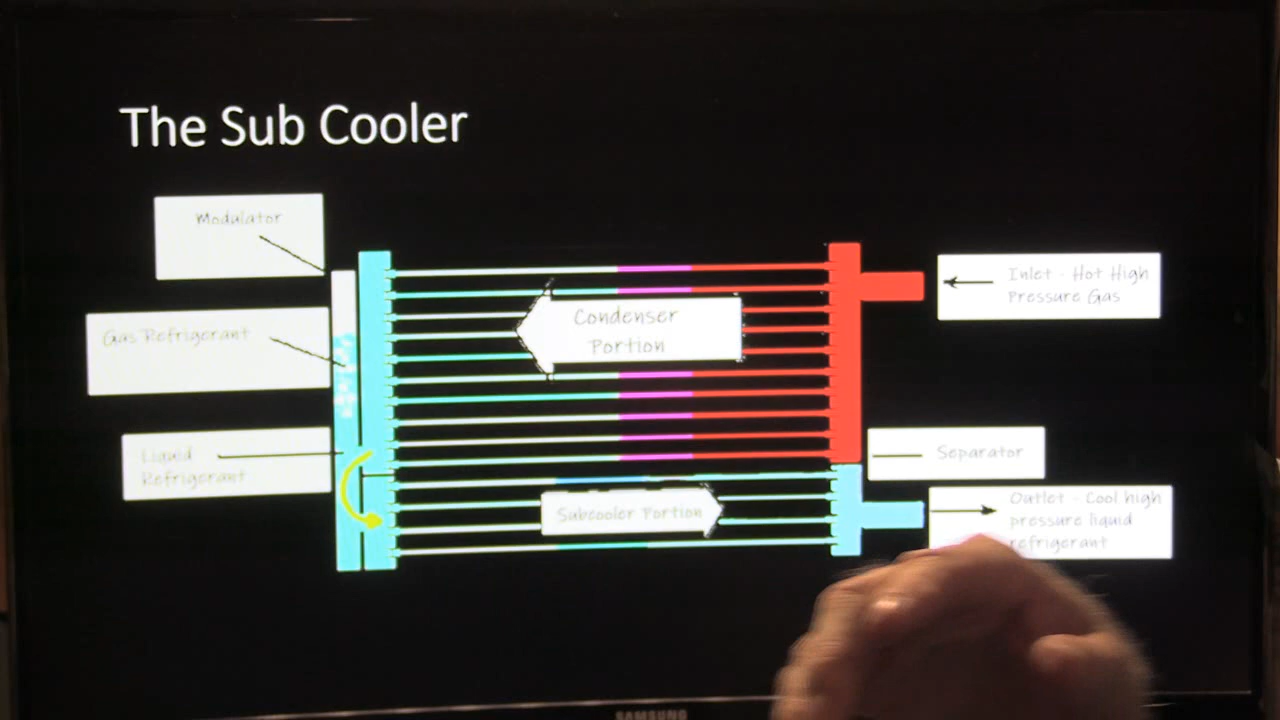 The Sub Cooler
Modulator
Inlet - Hot High
Pressure Gas
Condenser
Portion
Gas Refrigerant
Liquid
Refrigerant
Separator
Subcooler Portion
Outlet - Cool high
pressure liquid
refrigerant
SAMSUNG